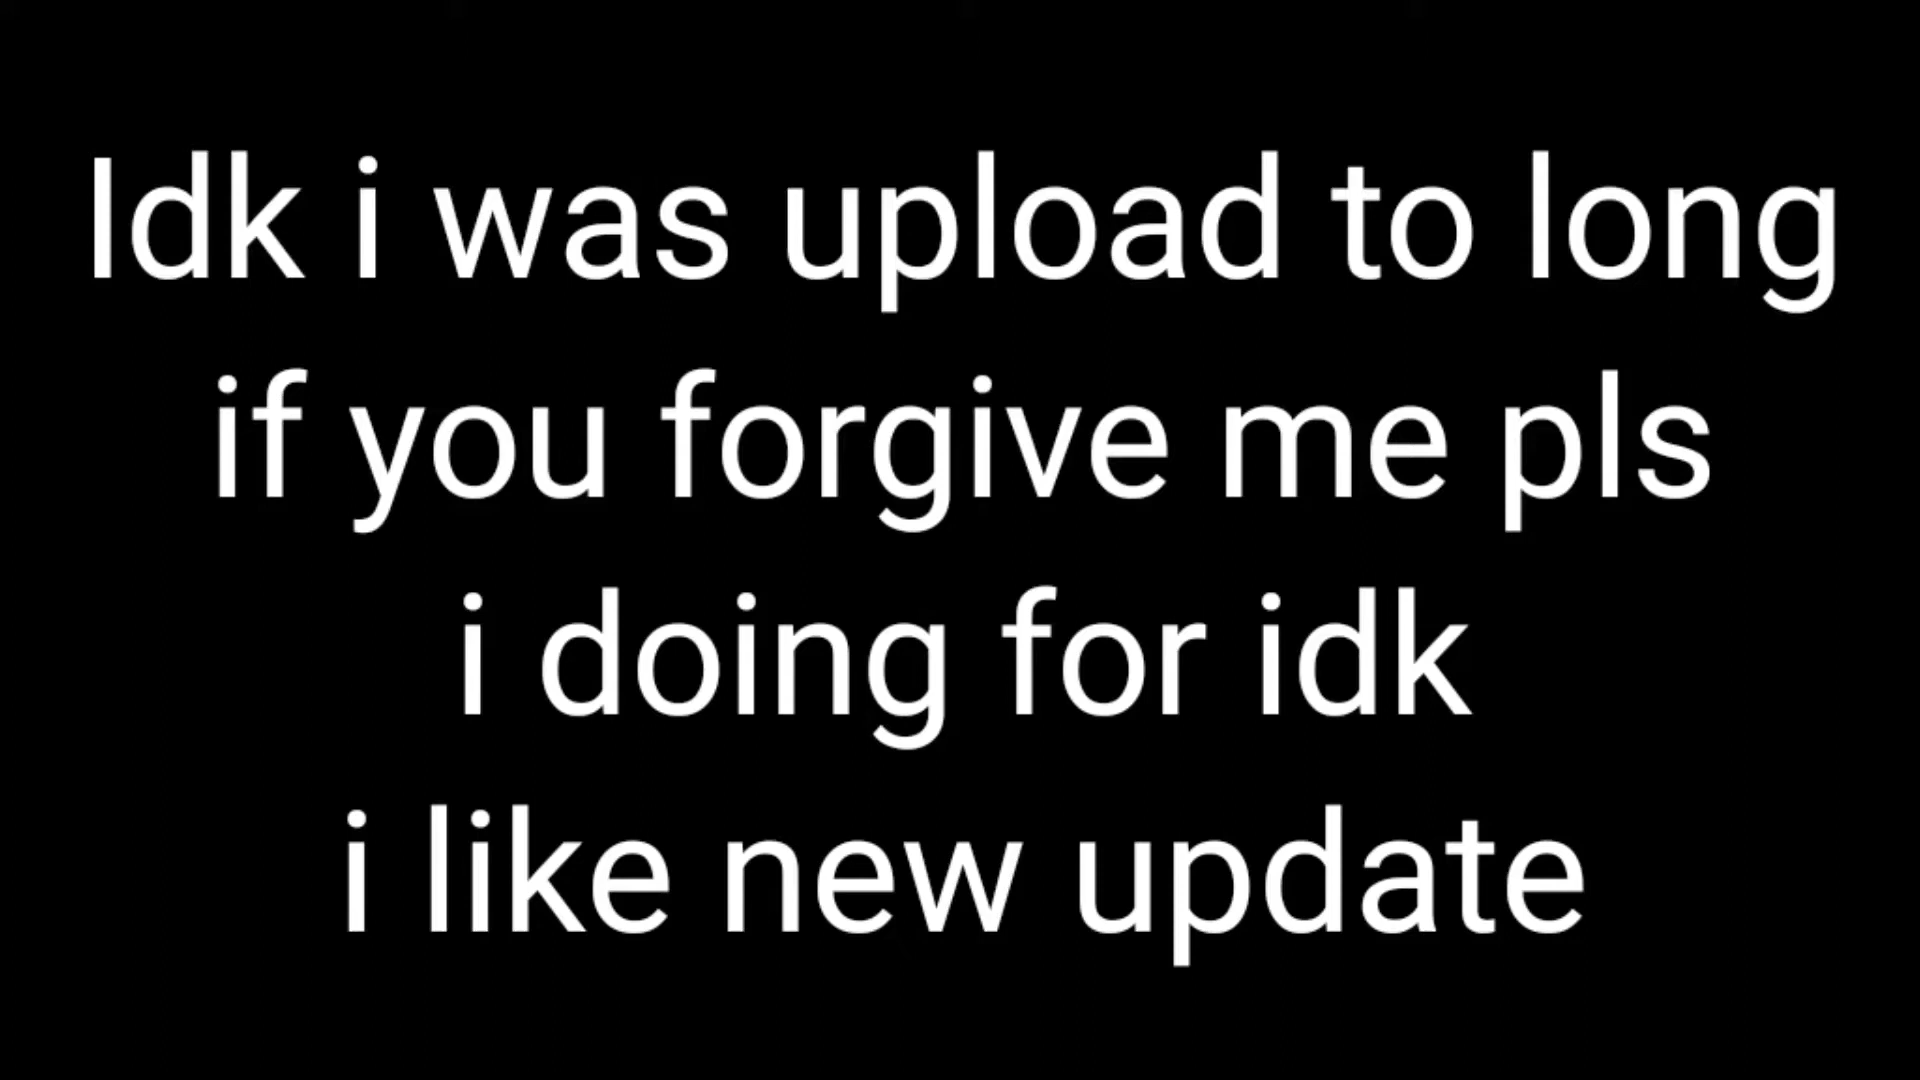 Idk i was upload to long
if you forgive me pls
i doing for idk
i like new update